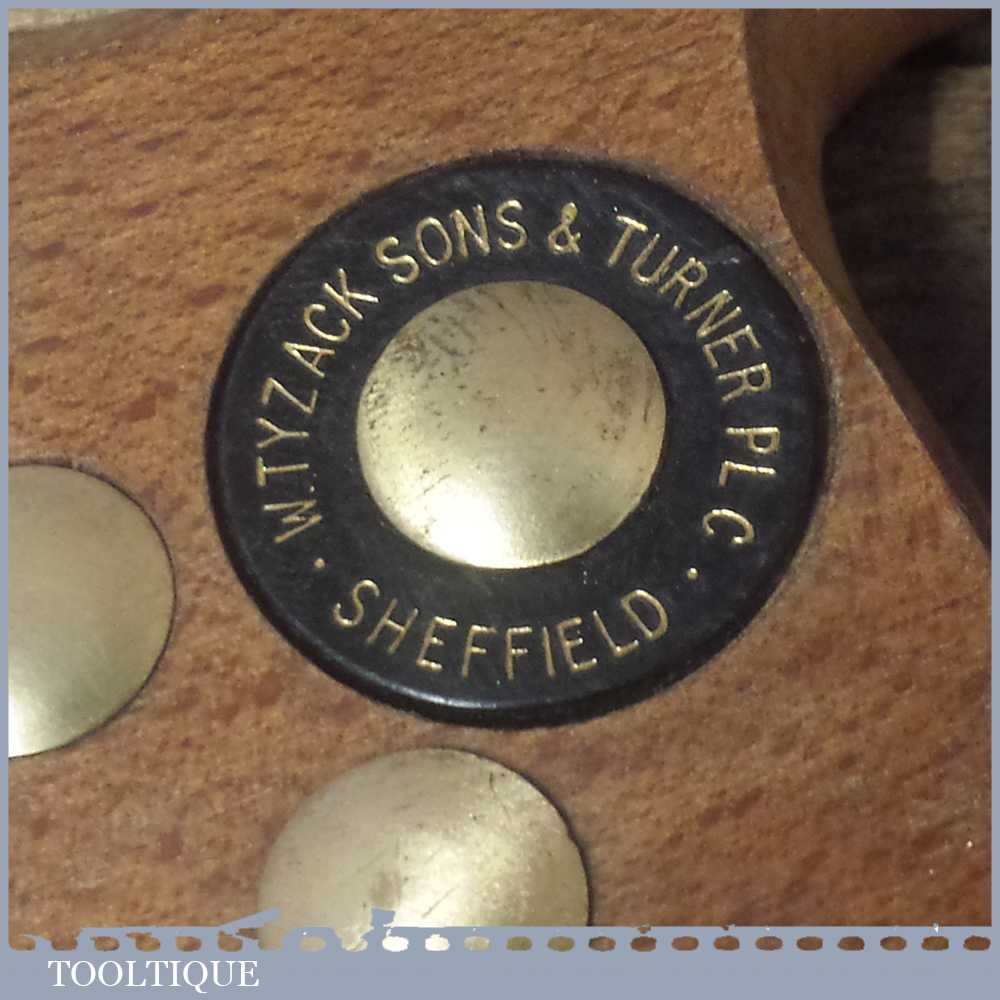 W.TYZACK SONS & TURNER PLC
· SHEFFIELD ·
TOOLTIQUE